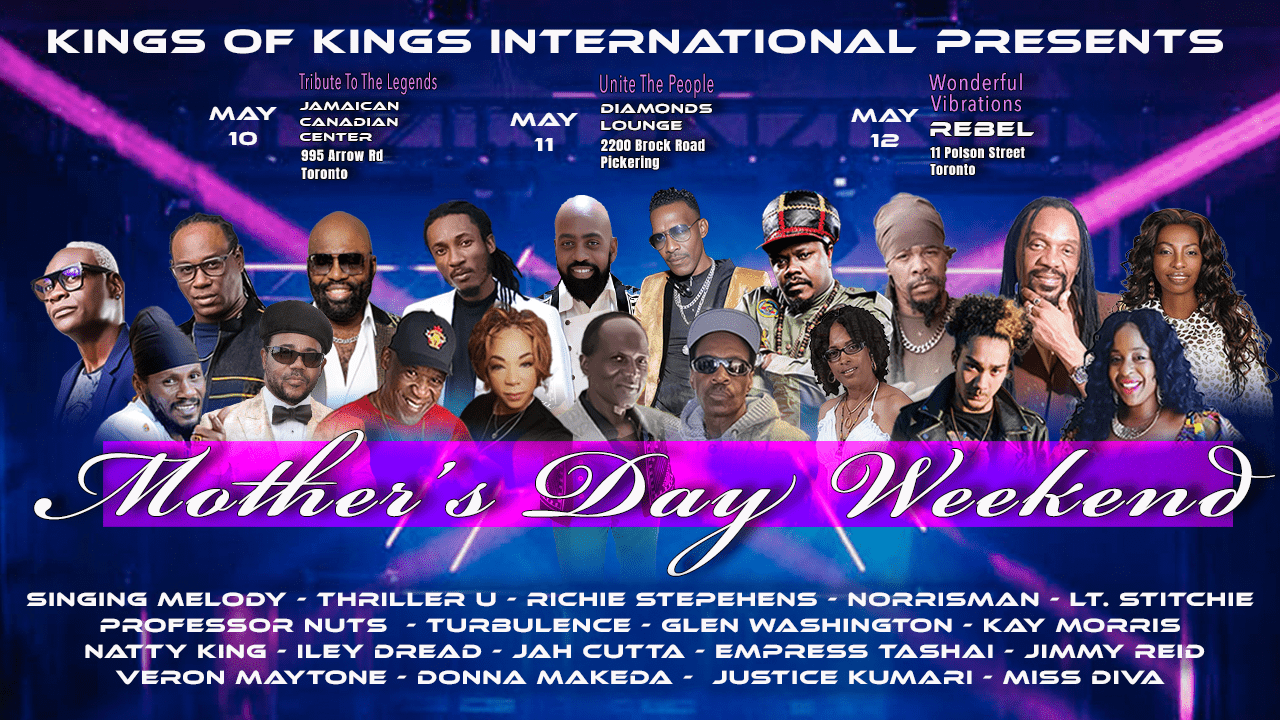 KINGS OF KINGS INTERNATIONAL PRESENTS
MAY
10
Tribute To The Legends
JAMAICAN
CANADIAN
CENTER
995 Arrow Rd
Toronto
MAY
11
Unite The People
DIAMONDS
LOUNGE
2200 Brock Road
Pickering
MAY
12
Wonderful
Vibrations
REBEL
11 Polson Street
Toronto
Mother's Day Weekend
SINGING MELODY - THRILLER U - RICHIE STEPEHENS - NORRISMAN - LT. STITCHIE
PROFESSOR NUTS - TURBULENCE - GLEN WASHINGTON - KAY MORRIS
NATTY KING - ILEY DREAD - JAH CUTTA - EMPRESS TASHAI - JIMMY REID
VERON MAYTONE - DONNA MAKEDA - JUSTICE KUMARI - MISS DIVA